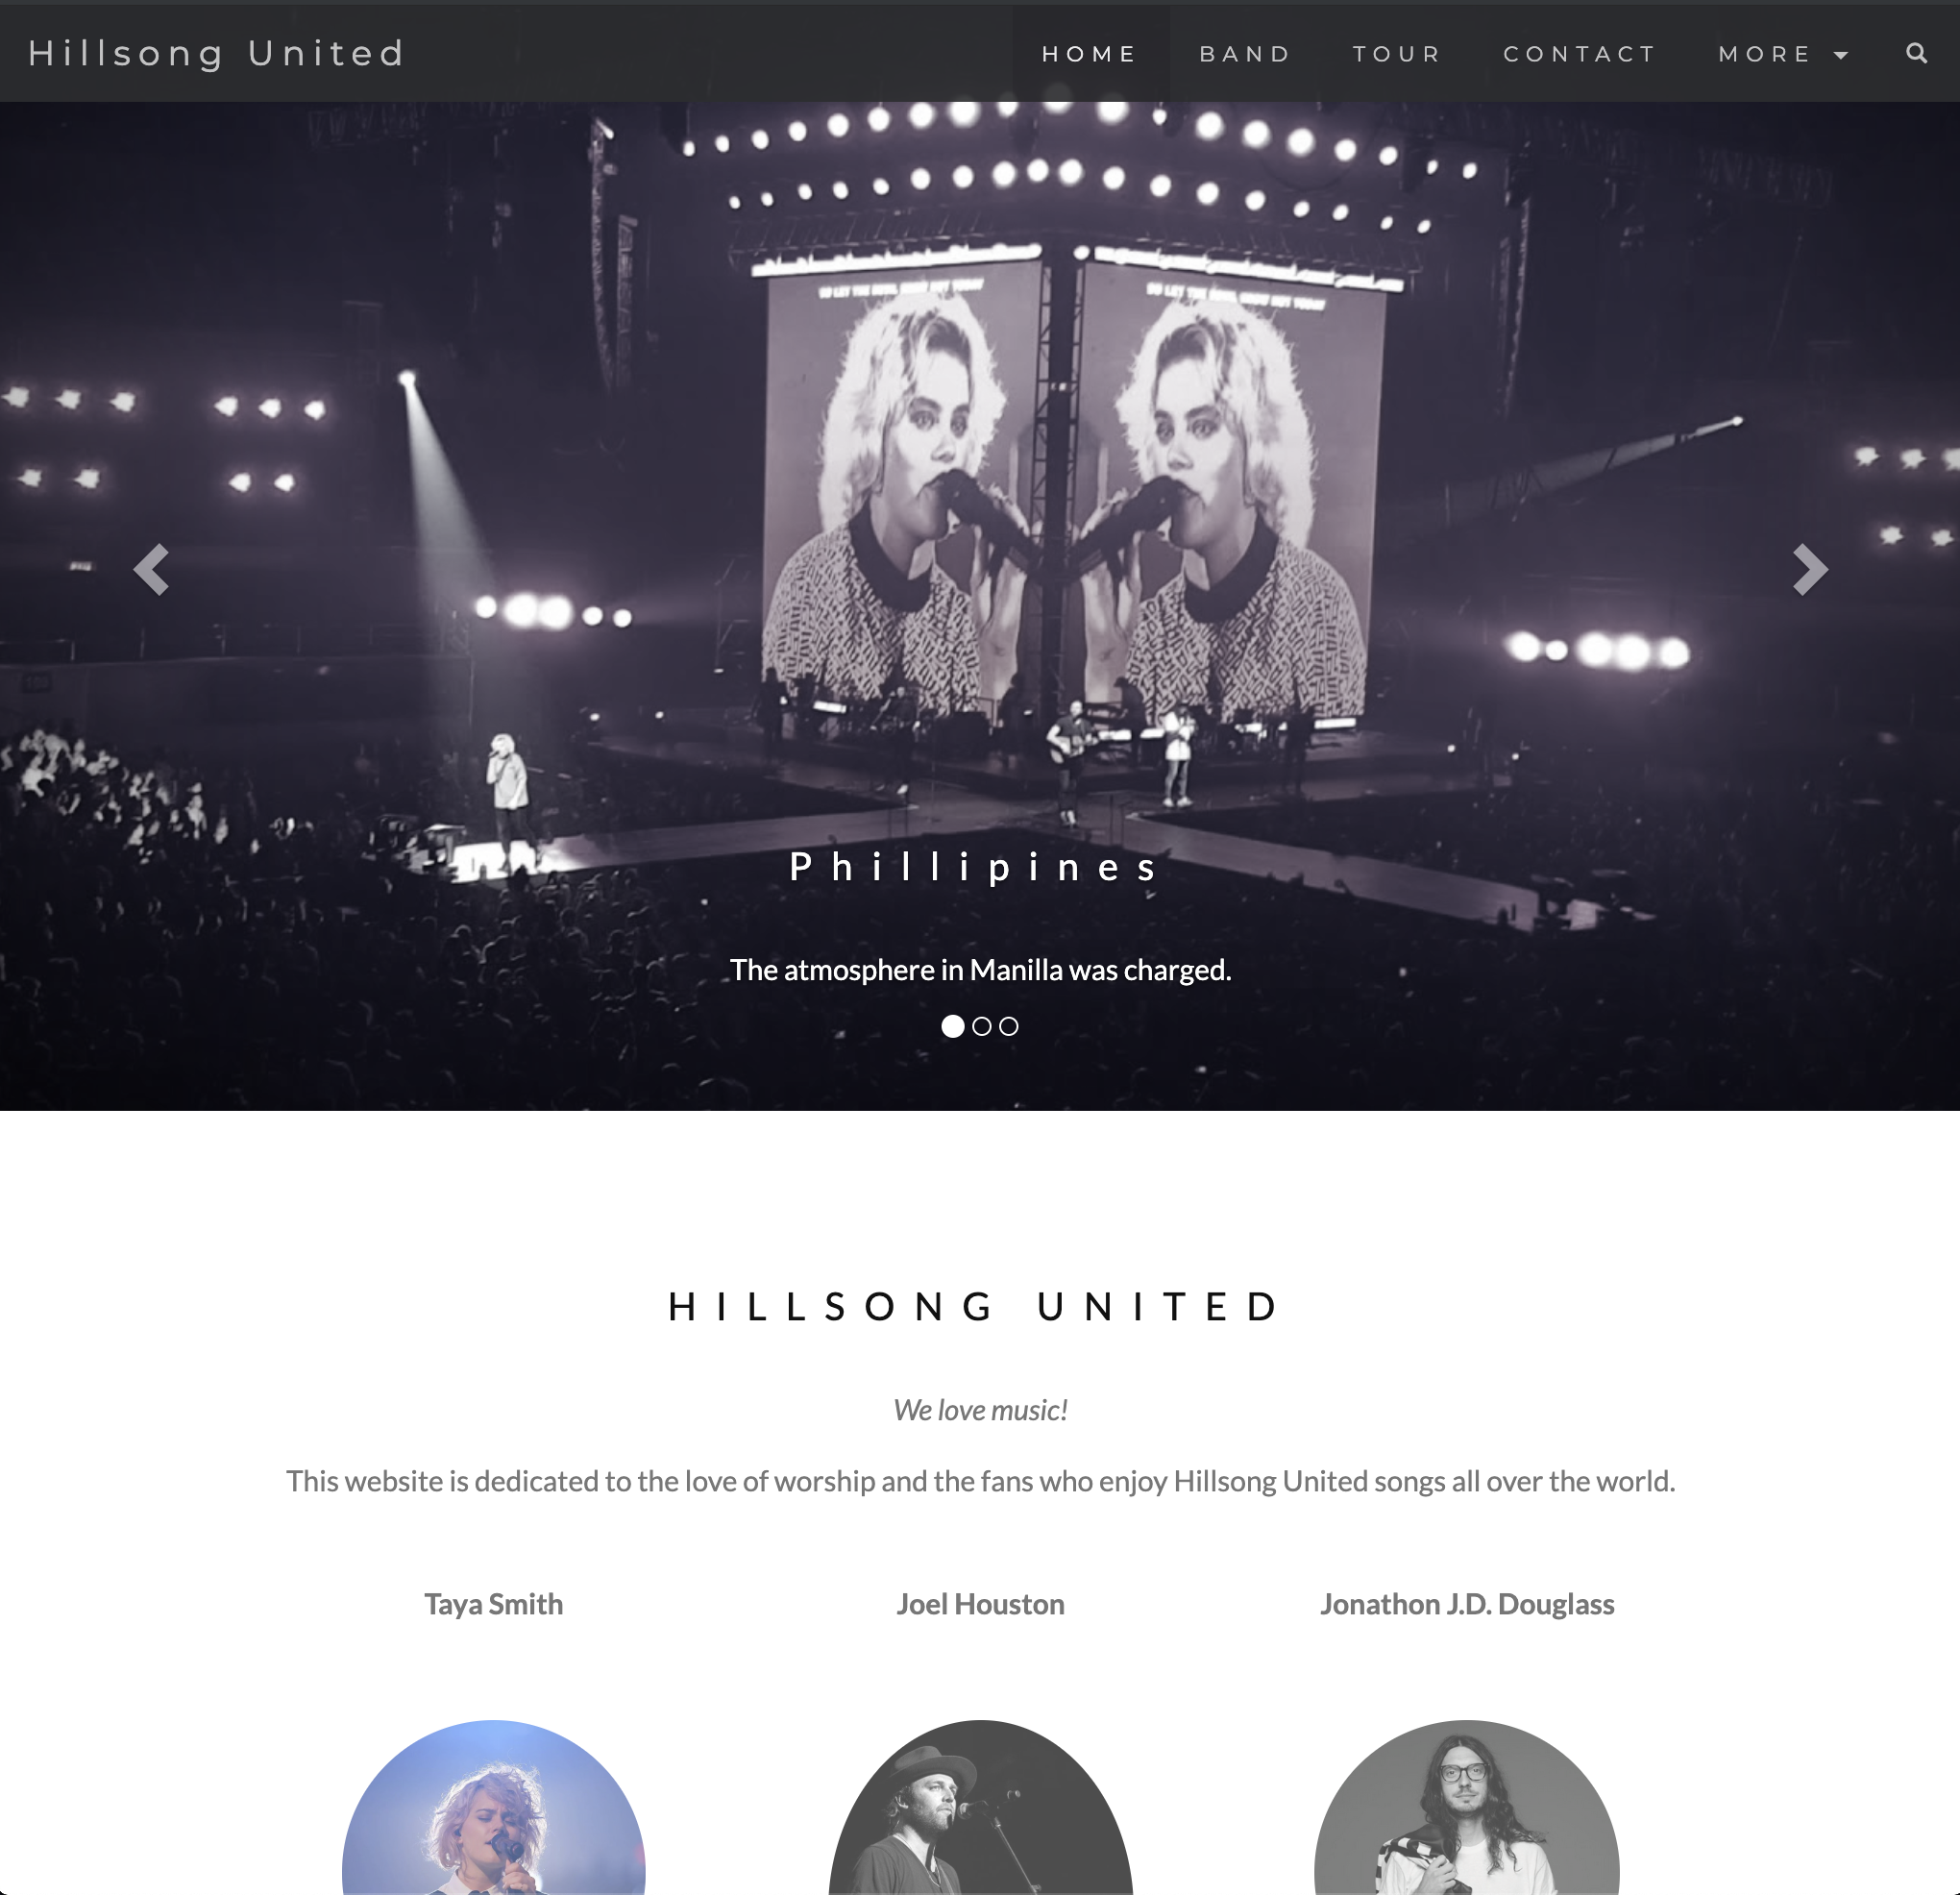 Hillsong United
HOME BAND TOUR CONTACT MORE
Phillipines
The atmosphere in Manilla was charged.
HILLSONG UNITED
We love music!
This website is dedicated to the love of worship and the fans who enjoy Hillsong United songs all over the world.
Taya Smith
Joel Houston
Jonathon J.D. Douglass